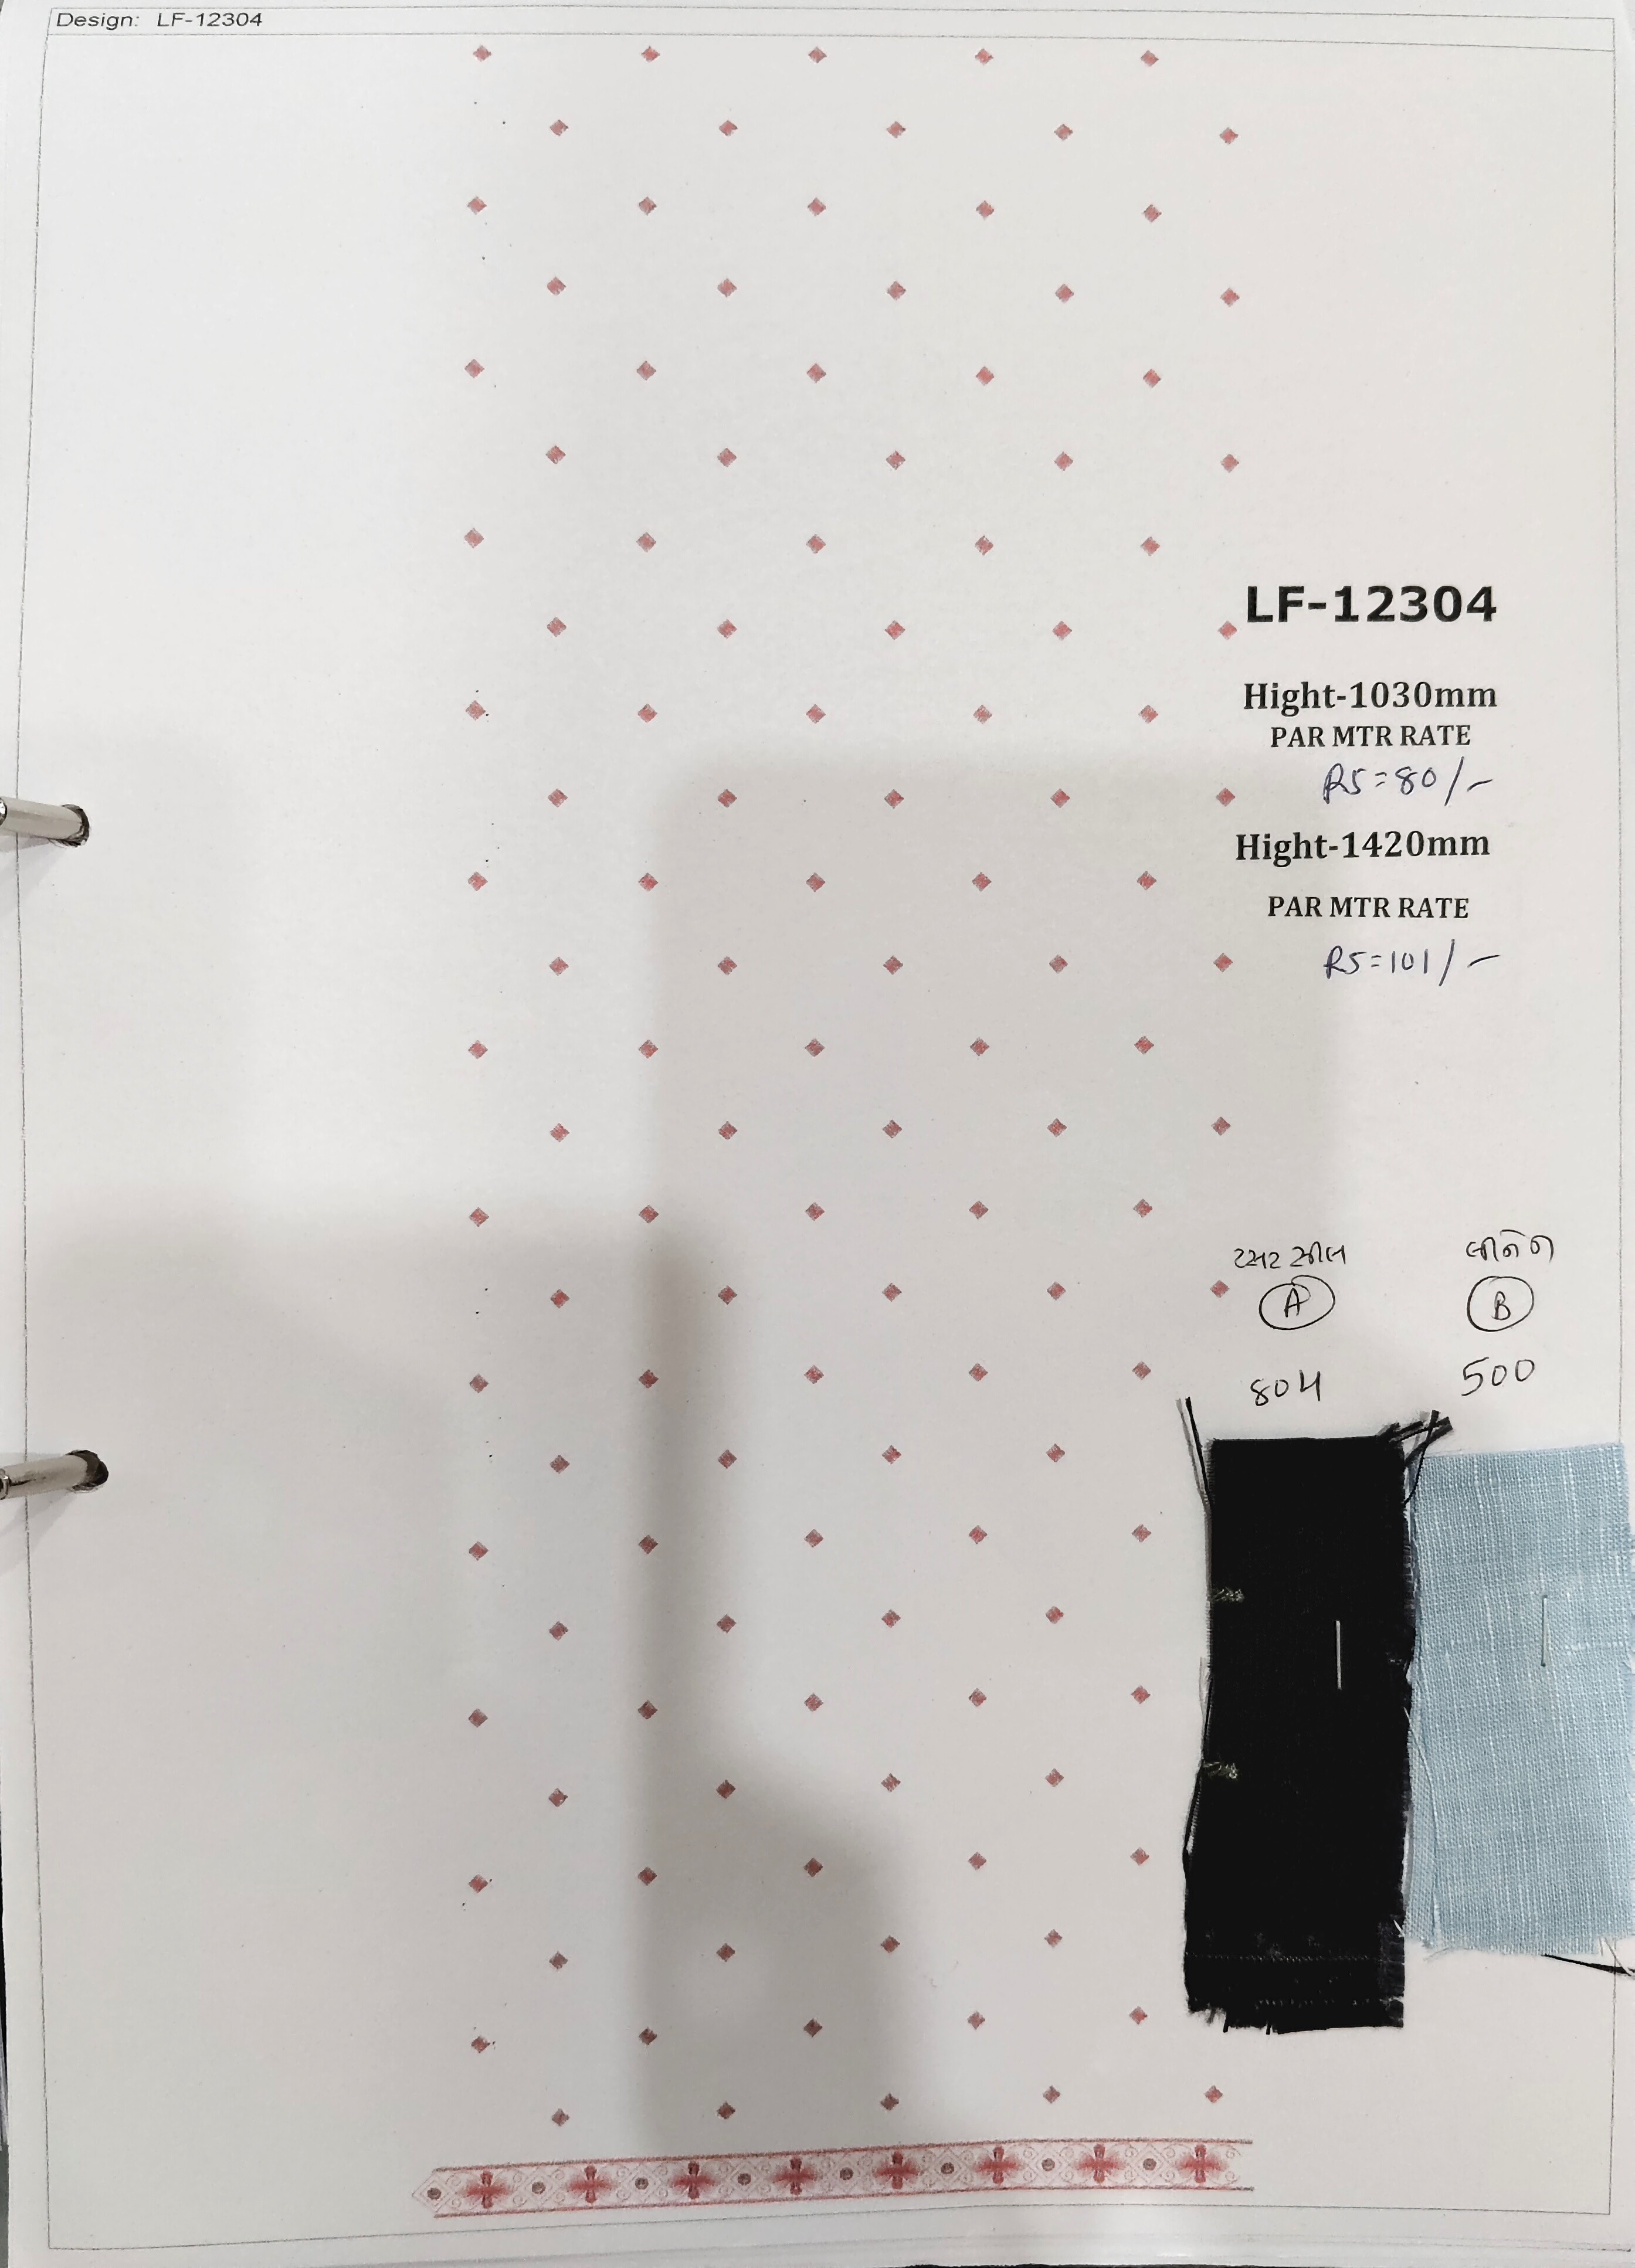 Design: LF-12304
LF-12304
Hight-1030mm
PAR MTR RATE
RS=80/-
Hight-1420mm
PAR MTR RATE
RS=101/-
ટસર સીલ
A
804
B
500